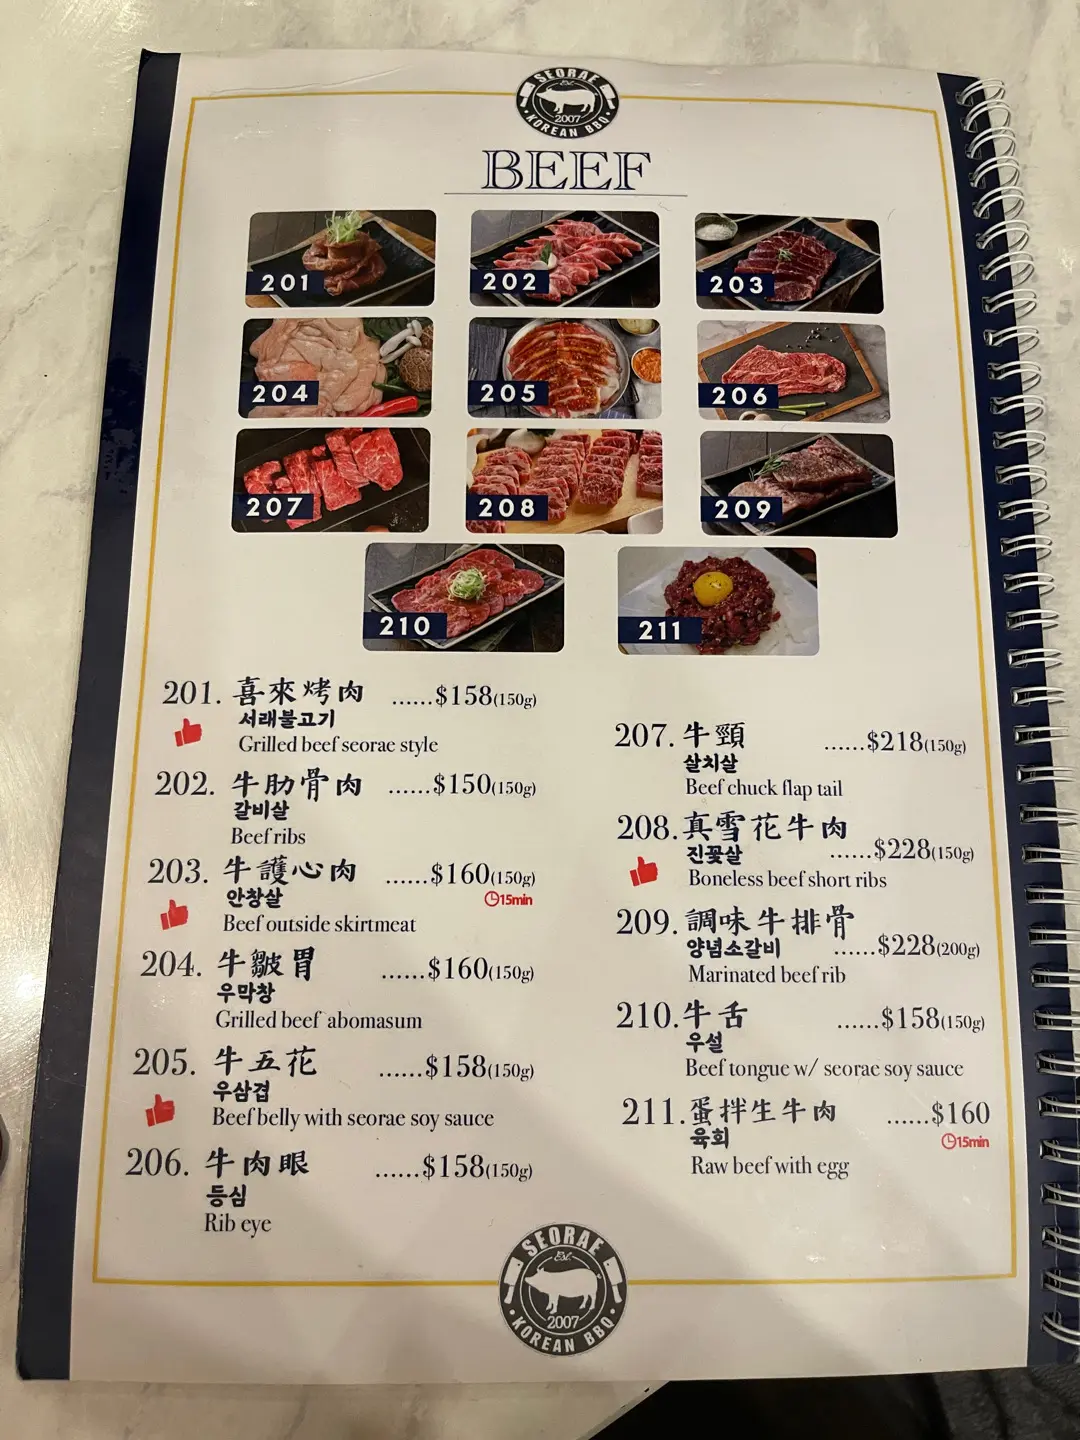 SEORAE
Est.
2007
KOREAN BBQ
BEEF
201
202
203
204
205
206
207
208
209
210
211
201. 喜來烤肉 ......$158(150g)
서래불고기
Grilled beef seorae style
202. 牛肋骨肉 ......$150(150g)
갈비살
Beef ribs
203. 牛護心肉 ......$160(150g)
안창살 15min
Beef outside skirtmeat
204. 牛皺胃 ......$160(150g)
우막창
Grilled beef abomasum
205. 牛五花 ......$158(150g)
우삼겹
Beef belly with seorae soy sauce
206. 牛肉眼 ......$158(150g)
등심
Rib eye
207. 牛頸 ......$218(150g)
살치살
Beef chuck flap tail
208. 真雪花牛肉
진꽃살 ......$228(150g)
Boneless beef short ribs
209. 調味牛排骨
양념소갈비 ......$228(200g)
Marinated beef rib
210. 牛舌 ......$158(150g)
우설
Beef tongue w/ seorae soy sauce
211. 蛋拌生牛肉 ......$160
육회 15min
Raw beef with egg
SEORAE
Est.
2007
KOREAN BBQ